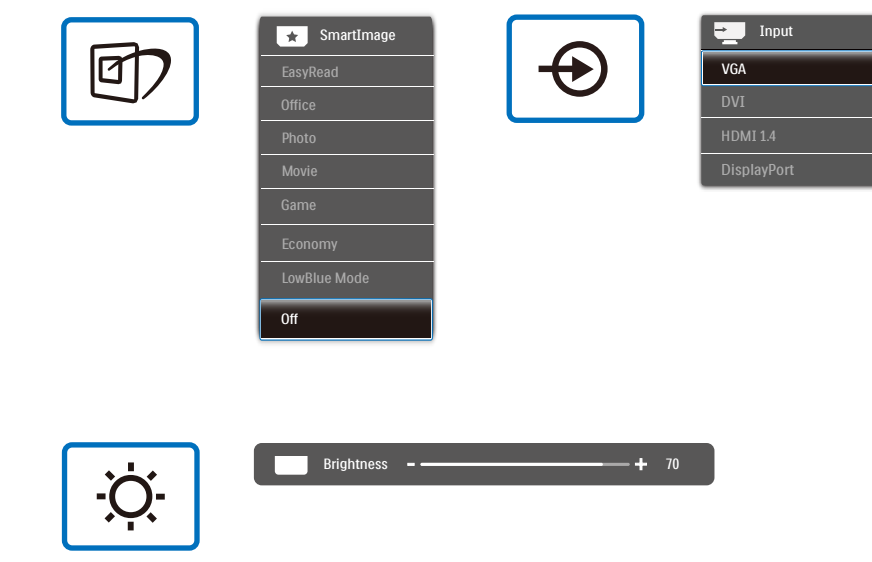 SmartImage
EasyRead
Office
Photo
Movie
Game
Economy
LowBlue Mode
Off
Input
VGA
DVI
HDMI 1.4
DisplayPort
Brightness - + 70